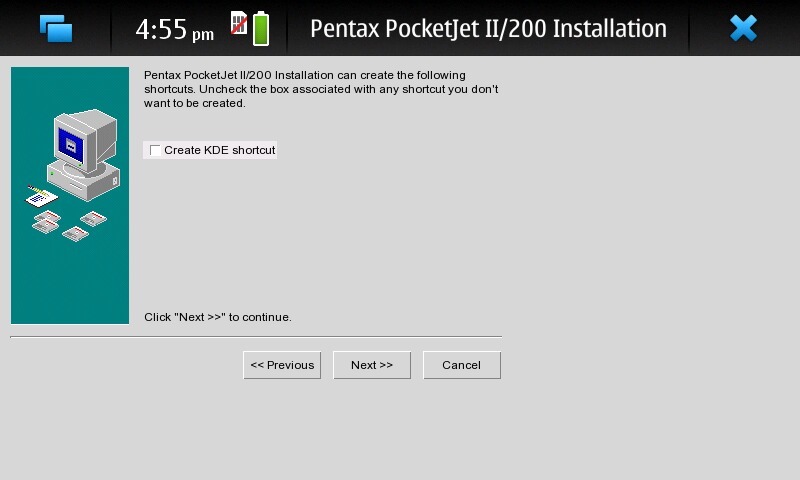 4:55 pm
Pentax PocketJet II/200 Installation
Pentax PocketJet II/200 Installation can create the following
shortcuts. Uncheck the box associated with any shortcut you don't
want to be created.
Create KDE shortcut
Click "Next >>" to continue.
<< Previous
Next >>
Cancel